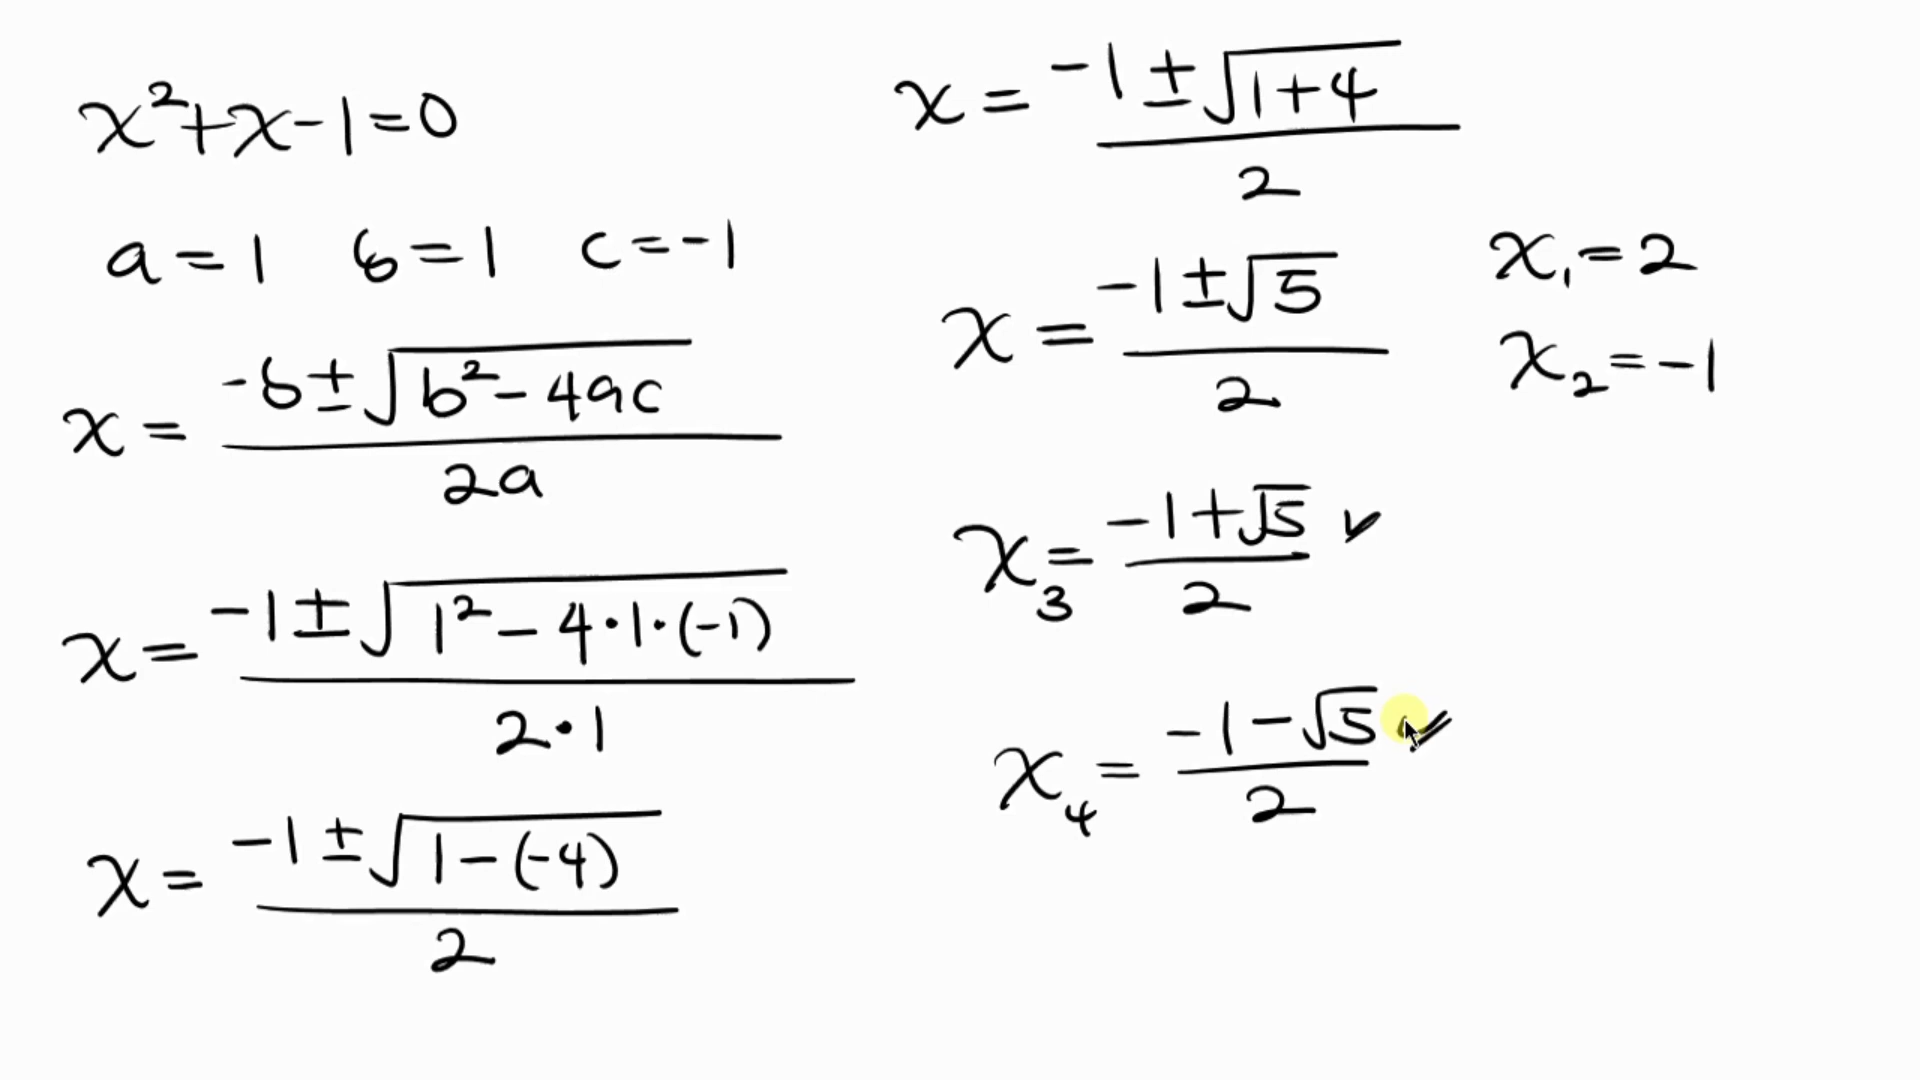 x²+x-1=0
a=1 b=1 c=-1
x = (-b±√(b²-4ac))/(2a)
x = (-1±√(1²-4·1·(-1)))/(2·1)
x = (-1±√(1-(-4)))/2
x = (-1±√(1+4))/2
x = (-1±√5)/2
x₃ = (-1+√5)/2 ✓
x₄ = (-1-√5)/2 ✓
x₁=2
x₂=-1